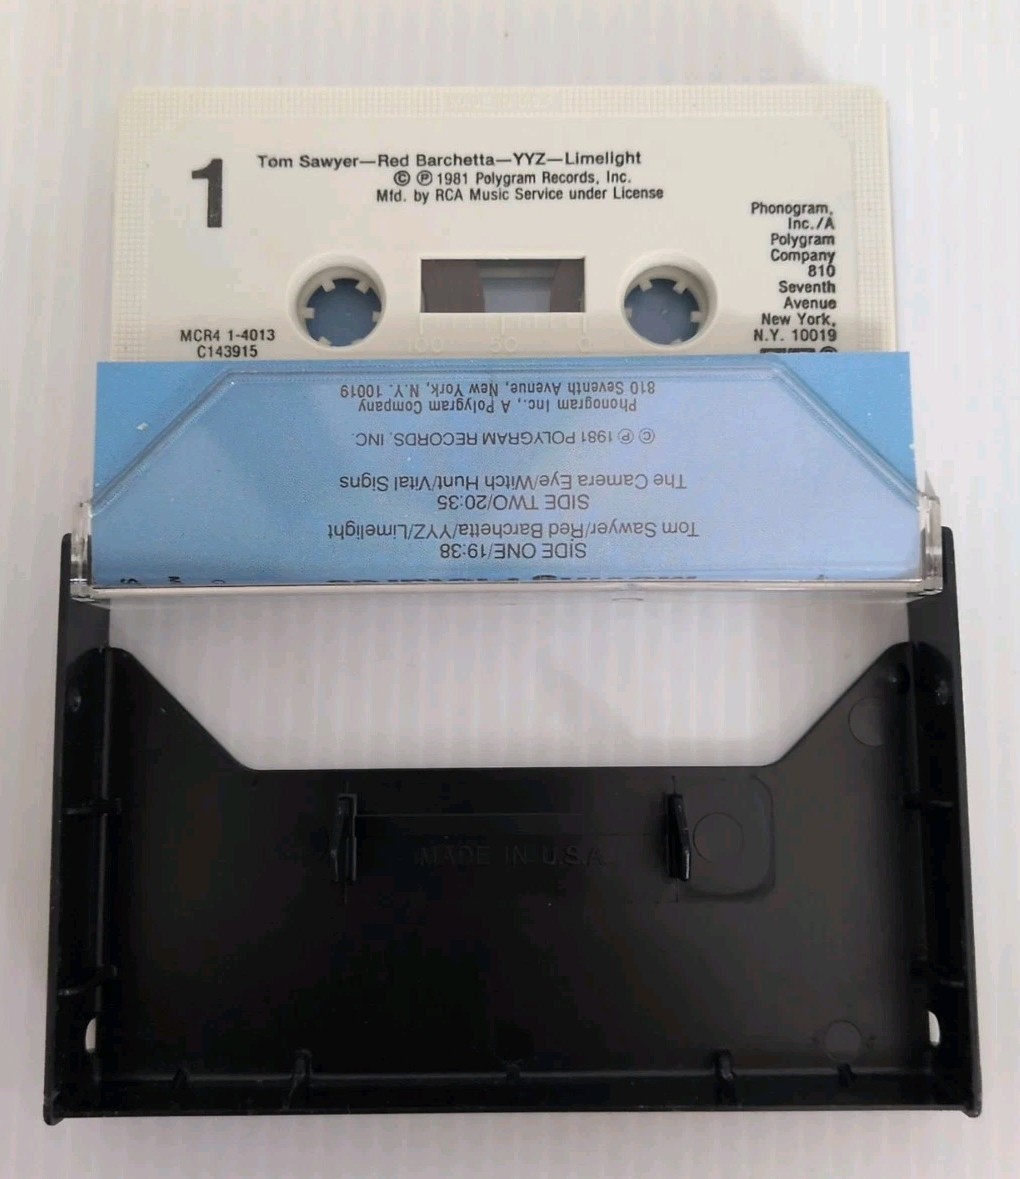 1
Tom Sawyer—Red Barchetta—YYZ—Limelight
© ℗ 1981 Polygram Records, Inc.
Mfd. by RCA Music Service under License
Phonogram,
Inc./A
Polygram
Company
810
Seventh
Avenue
New York,
N.Y. 10019
MCR4 1-4013
C143915
100 50 0
SIDE ONE/19:38
Tom Sawyer/Red Barchetta/YYZ/Limelight
SIDE TWO/20:35
The Camera Eye/Witch Hunt/Vital Signs
© ℗ 1981 POLYGRAM RECORDS, INC.
Phonogram Inc., A Polygram Company
810 Seventh Avenue, New York, N.Y. 10019
MADE IN U.S.A.